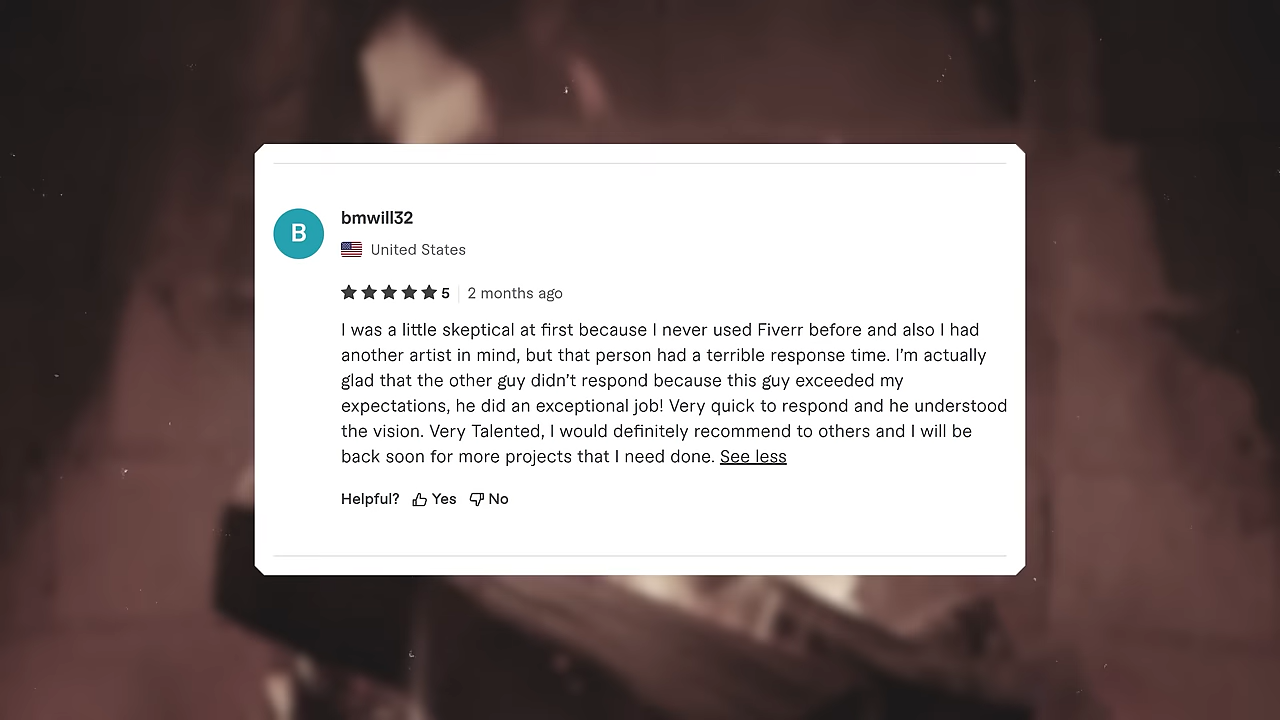 B
bmwill32
United States
5 2 months ago
I was a little skeptical at first because I never used Fiverr before and also I had
another artist in mind, but that person had a terrible response time. I'm actually
glad that the other guy didn't respond because this guy exceeded my
expectations, he did an exceptional job! Very quick to respond and he understood
the vision. Very Talented, I would definitely recommend to others and I will be
back soon for more projects that I need done. See less
Helpful? Yes No